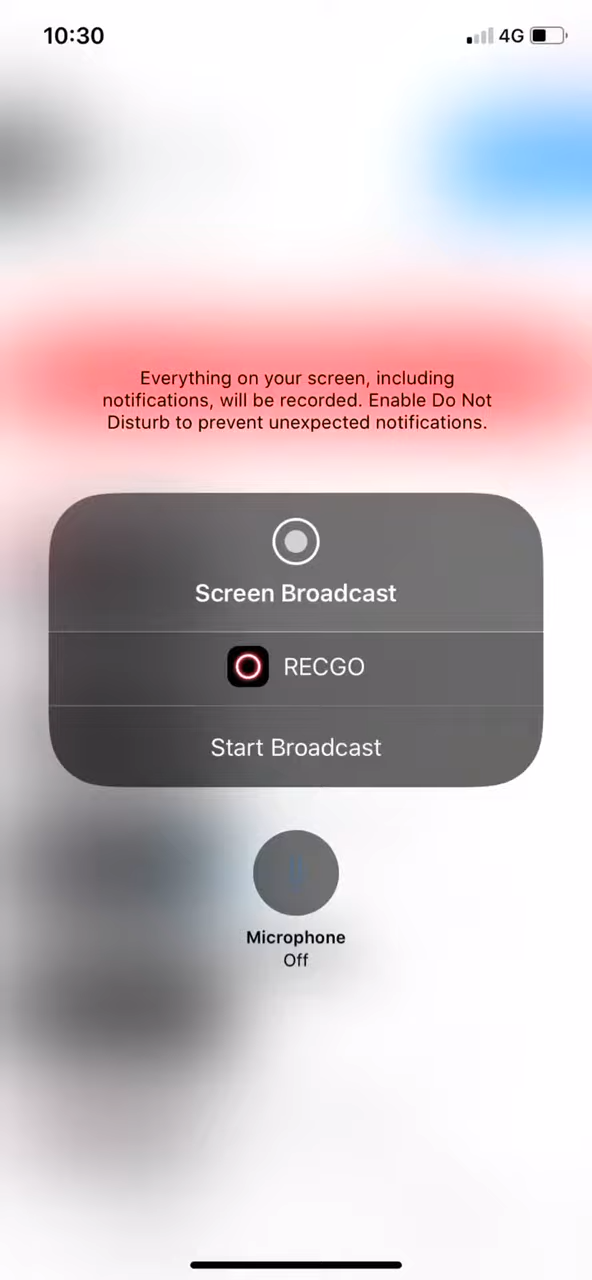 10:30
4G
Everything on your screen, including
notifications, will be recorded. Enable Do Not
Disturb to prevent unexpected notifications.
Screen Broadcast
RECGO
Start Broadcast
Microphone
Off